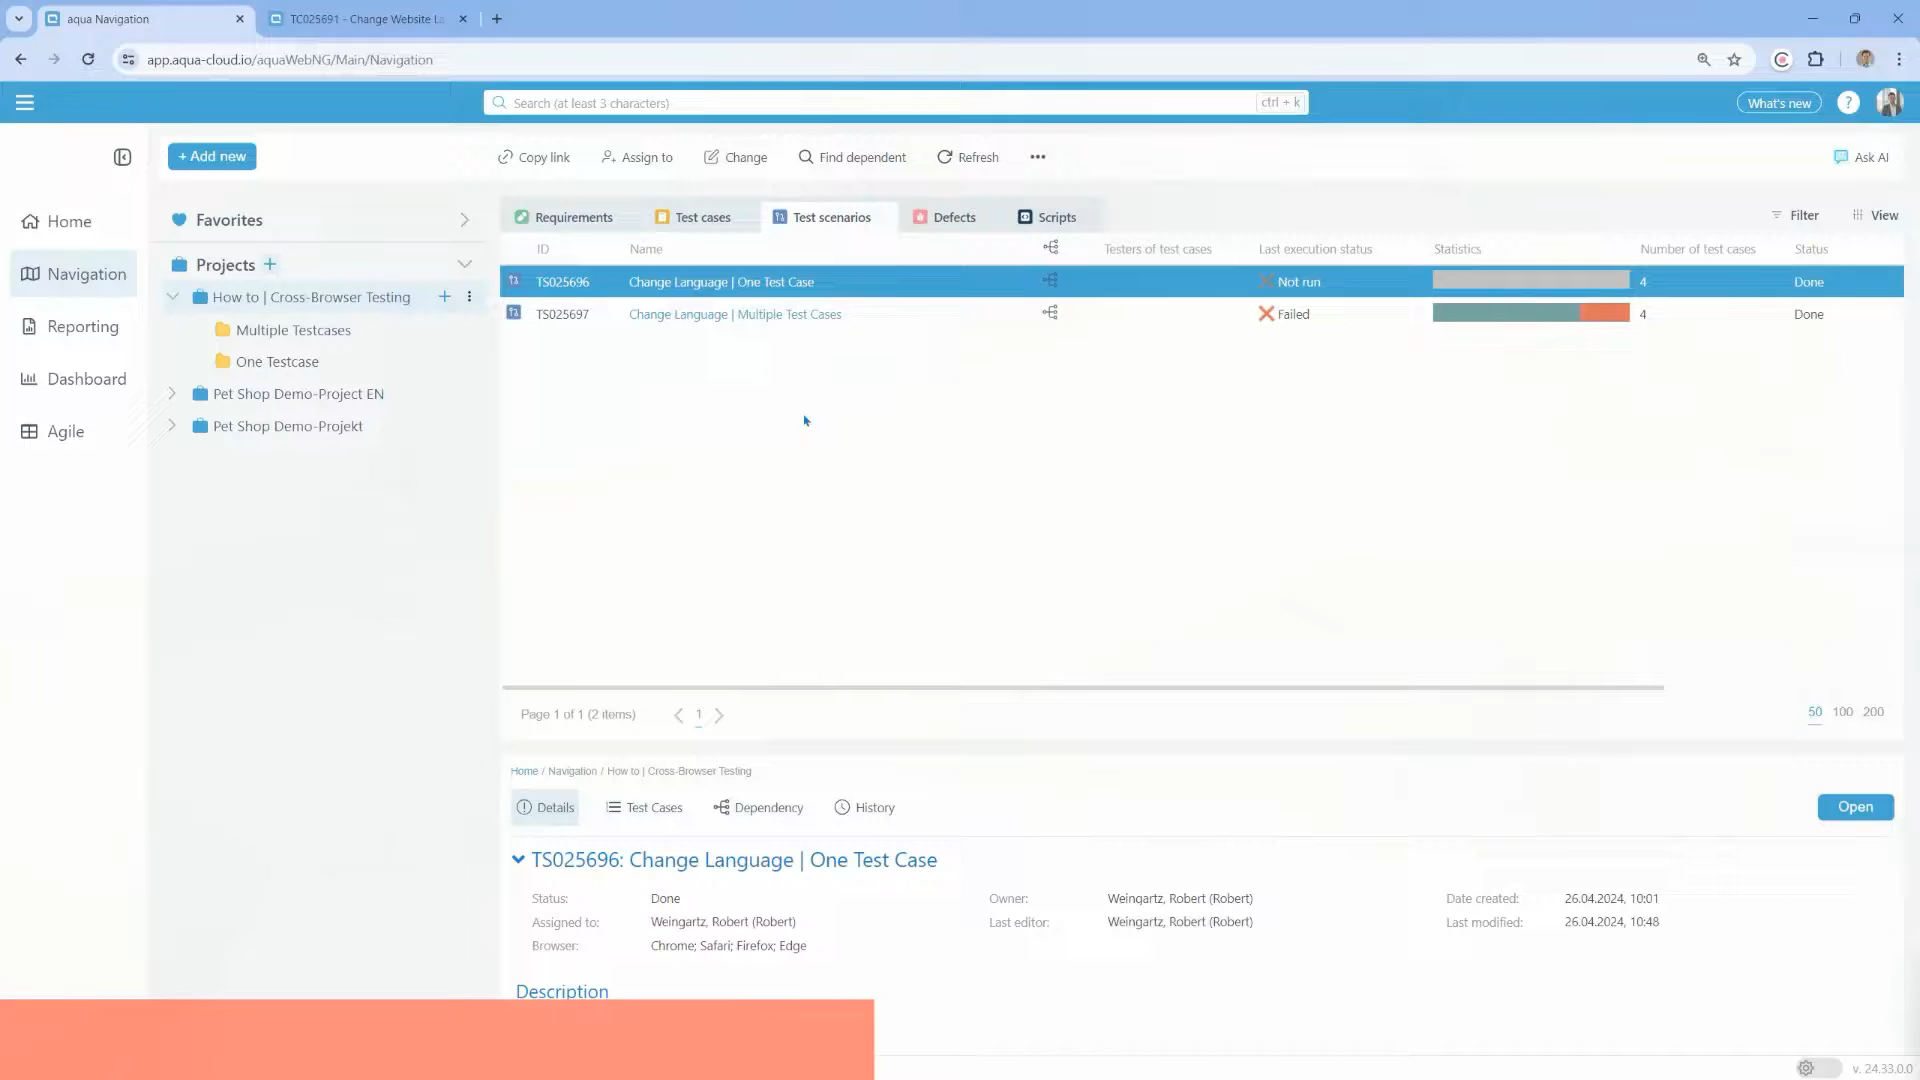 aqua Navigation
TC025691 - Change Website La
app.aqua-cloud.io/aquaWebNG/Main/Navigation
Search (at least 3 characters)
ctrl + k
What's new
?
+ Add new
Copy link
Assign to
Change
Find dependent
Refresh
Ask AI
Home
Navigation
Reporting
Dashboard
Agile
Favorites
Projects
How to | Cross-Browser Testing
Multiple Testcases
One Testcase
Pet Shop Demo-Project EN
Pet Shop Demo-Projekt
Requirements
Test cases
Test scenarios
Defects
Scripts
Filter
View
ID Name Testers of test cases Last execution status Statistics Number of test cases Status
TS025696 Change Language | One Test Case Not run 4 Done
TS025697 Change Language | Multiple Test Cases Failed 4 Done
Page 1 of 1 (2 items) 1
50 100 200
Home / Navigation / How to | Cross-Browser Testing
Details
Test Cases
Dependency
History
Open
TS025696: Change Language | One Test Case
Status: Done Owner: Weingartz, Robert (Robert) Date created: 26.04.2024, 10:01
Assigned to: Weingartz, Robert (Robert) Last editor: Weingartz, Robert (Robert) Last modified: 26.04.2024, 10:48
Browser: Chrome; Safari; Firefox; Edge
Description
v. 24.33.0.0